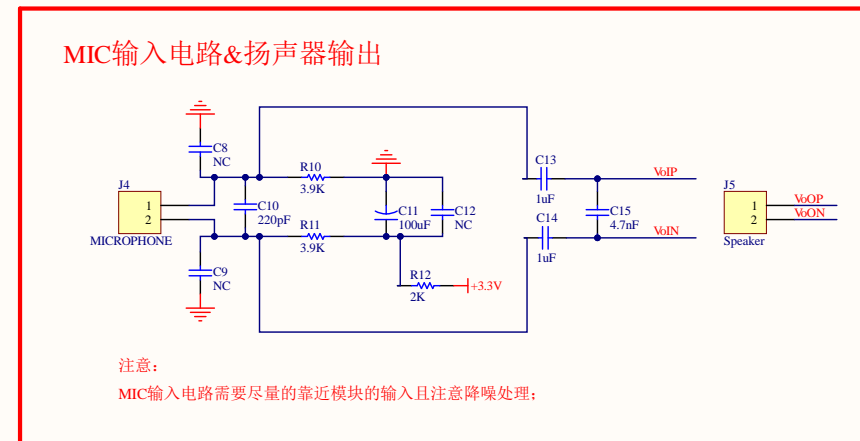 MIC输入电路&扬声器输出
C8
NC
J4
1
2
MICROPHONE
C9
NC
C10
220pF
R10
3.9K
R11
3.9K
C11
100uF
C12
NC
R12
2K
+3.3V
C13
1uF
C14
1uF
C15
4.7nF
VoIP
VoIN
J5
1
2
Speaker
VoOP
VoON
注意：
MIC输入电路需要尽量的靠近模块的输入且注意降噪处理；